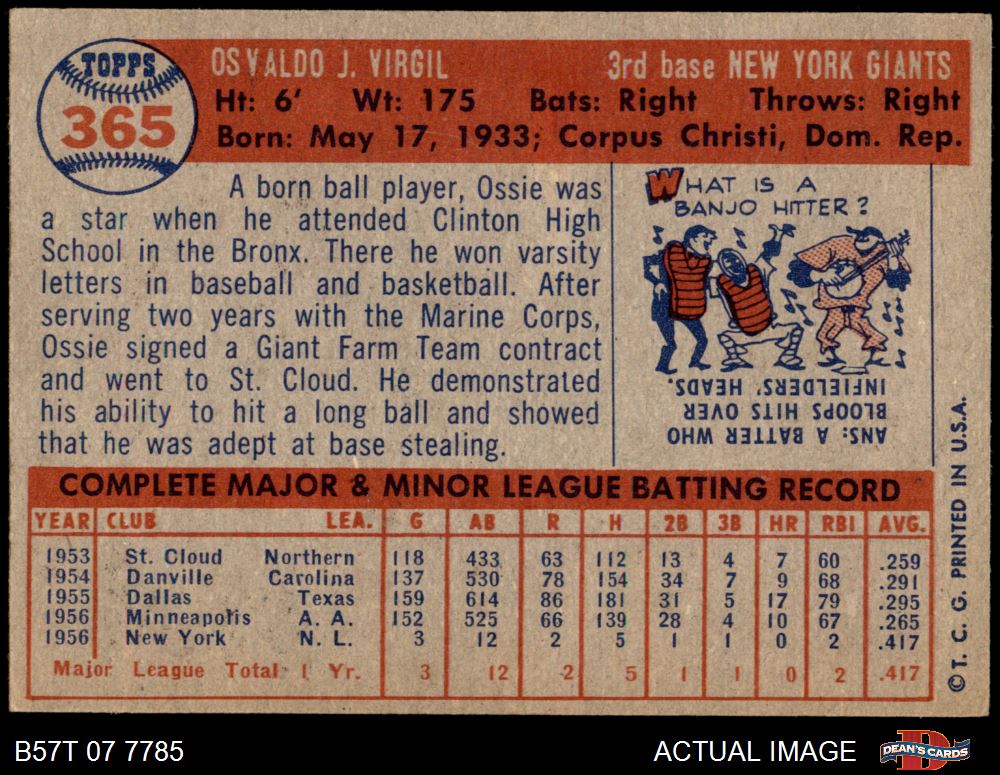 TOPPS
365
OSVALDO J. VIRGIL 3rd base NEW YORK GIANTS
Ht: 6' Wt: 175 Bats: Right Throws: Right
Born: May 17, 1933; Corpus Christi, Dom. Rep.
A born ball player, Ossie was
a star when he attended Clinton High
School in the Bronx. There he won varsity
letters in baseball and basketball. After
serving two years with the Marine Corps,
Ossie signed a Giant Farm Team contract
and went to St. Cloud. He demonstrated
his ability to hit a long ball and showed
that he was adept at base stealing.
WHAT IS A
BANJO HITTER?
ANS: A BATTER WHO
BLOOPS HITS OVER
INFIELDERS' HEADS.
COMPLETE MAJOR & MINOR LEAGUE BATTING RECORD
YEAR CLUB LEA. G AB R H 2B 3B HR RBI AVG.
1953 St. Cloud Northern 118 433 63 112 13 4 7 60 .259
1954 Danville Carolina 137 530 78 154 34 7 9 68 .291
1955 Dallas Texas 159 614 86 181 31 5 17 79 .295
1956 Minneapolis A. A. 152 525 66 139 28 4 10 67 .265
1956 New York N. L. 3 12 2 5 1 1 0 2 .417
Major League Total 1 Yr. 3 12 2 5 1 1 0 2 .417
© T. C. G. PRINTED IN U.S.A.
B57T 07 7785
ACTUAL IMAGE
DEAN'S CARDS